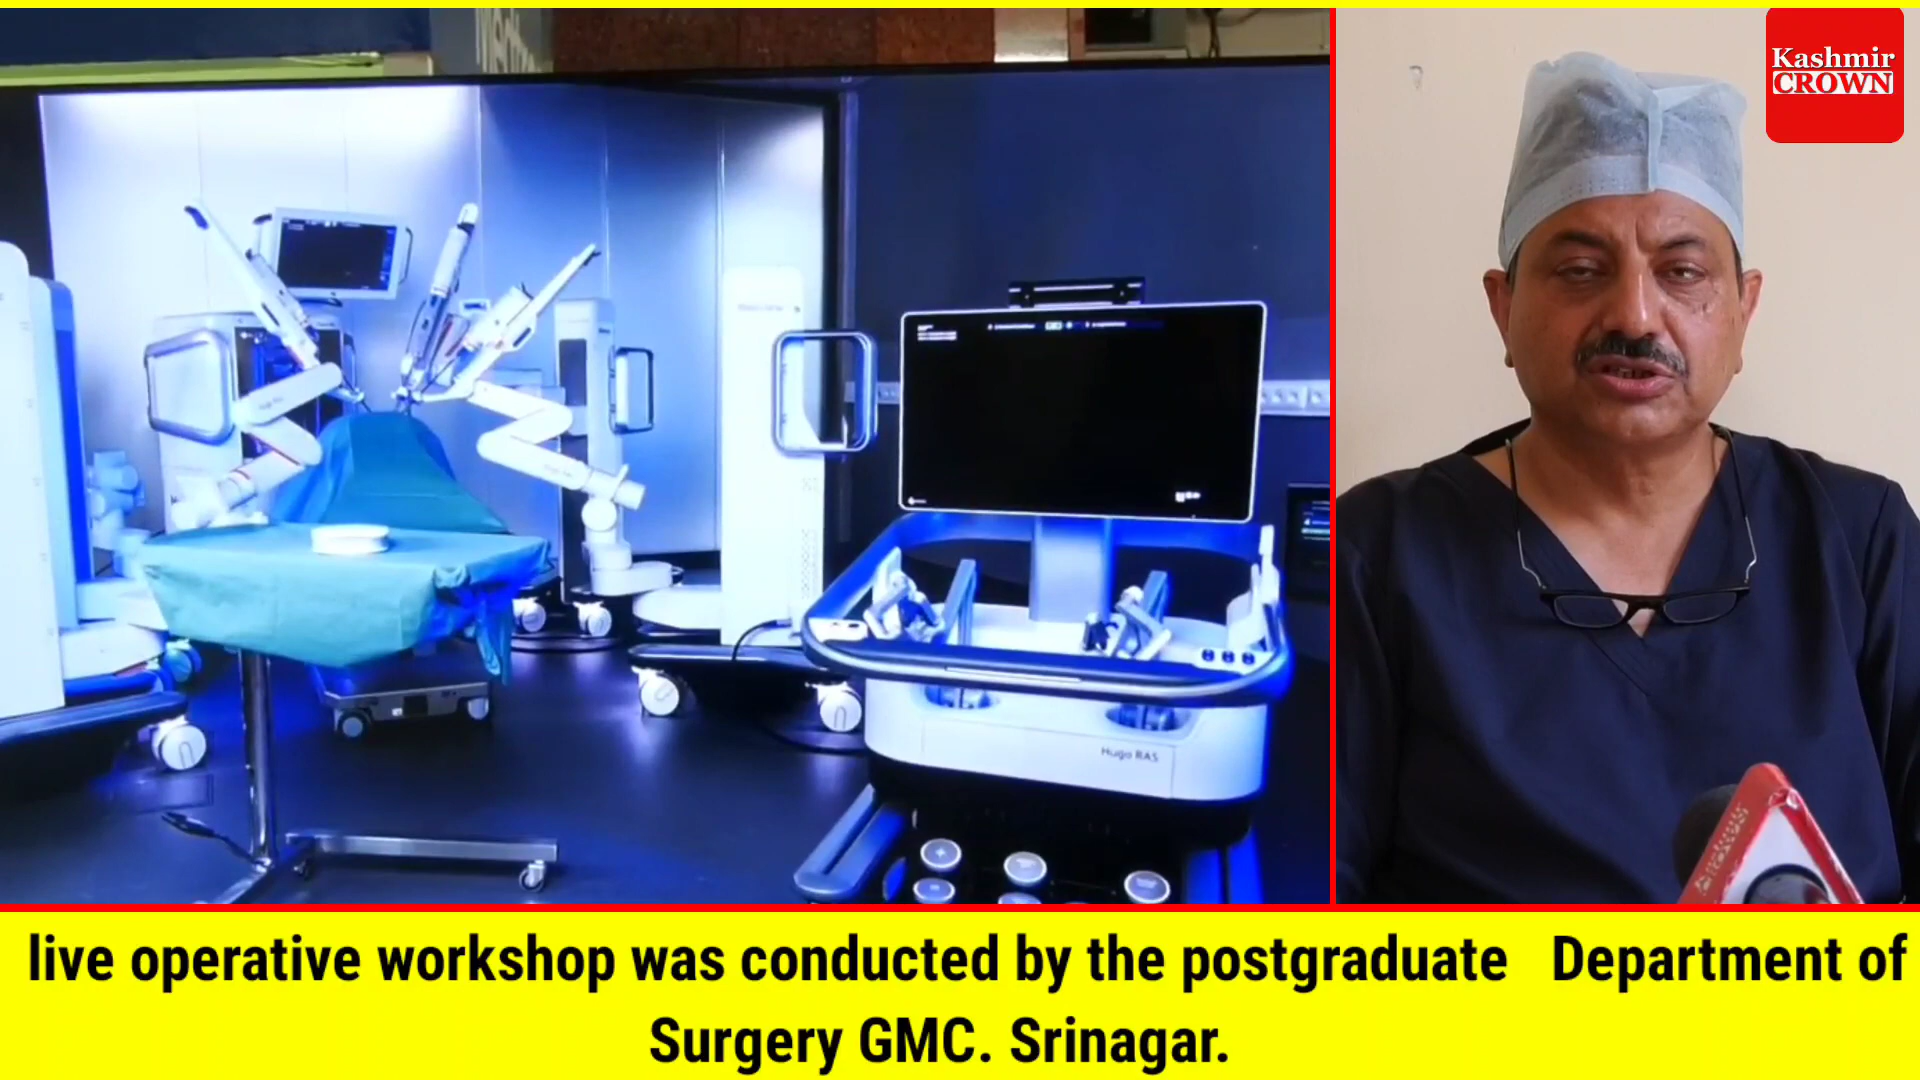 Kashmir
CROWN
Hugo RAS
live operative workshop was conducted by the postgraduate Department of
Surgery GMC. Srinagar.